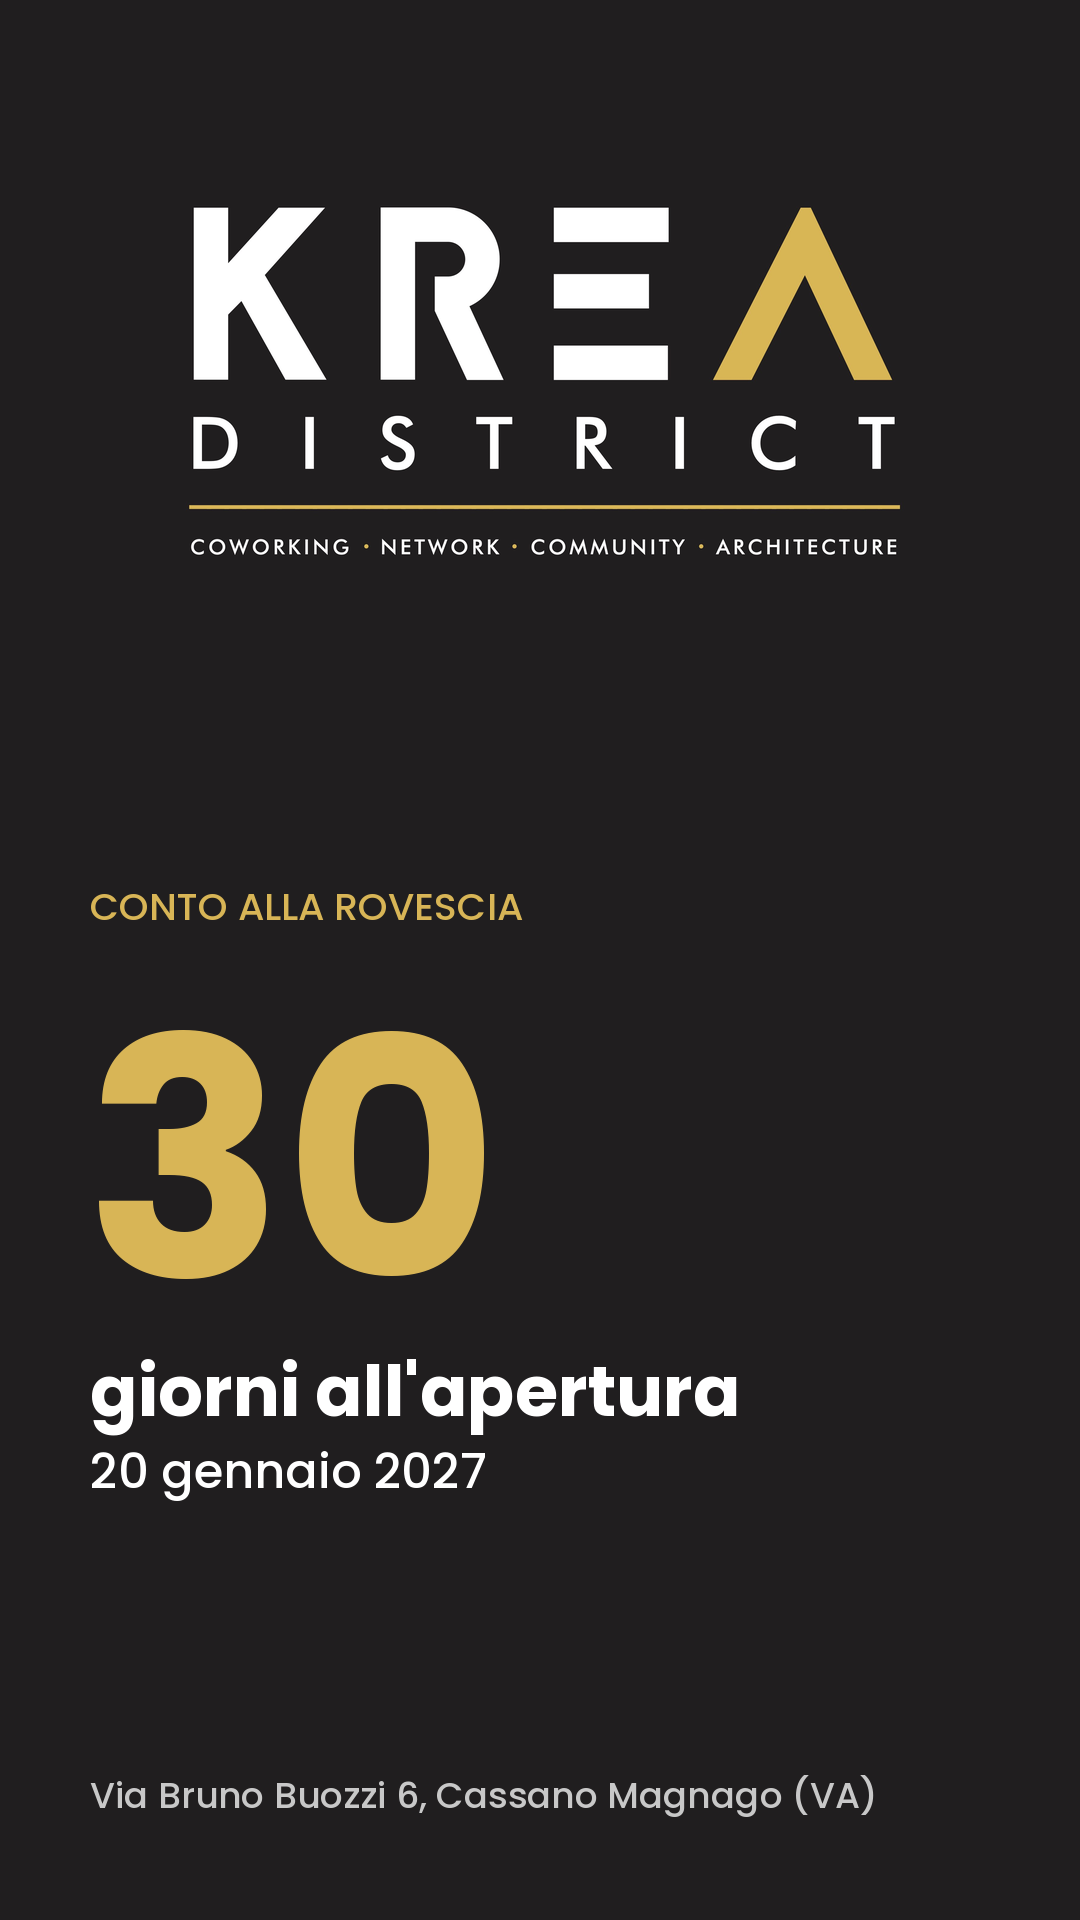 KREA
DISTRICT
COWORKING · NETWORK · COMMUNITY · ARCHITECTURE
CONTO ALLA ROVESCIA
30
giorni all'apertura
20 gennaio 2027
Via Bruno Buozzi 6, Cassano Magnago (VA)